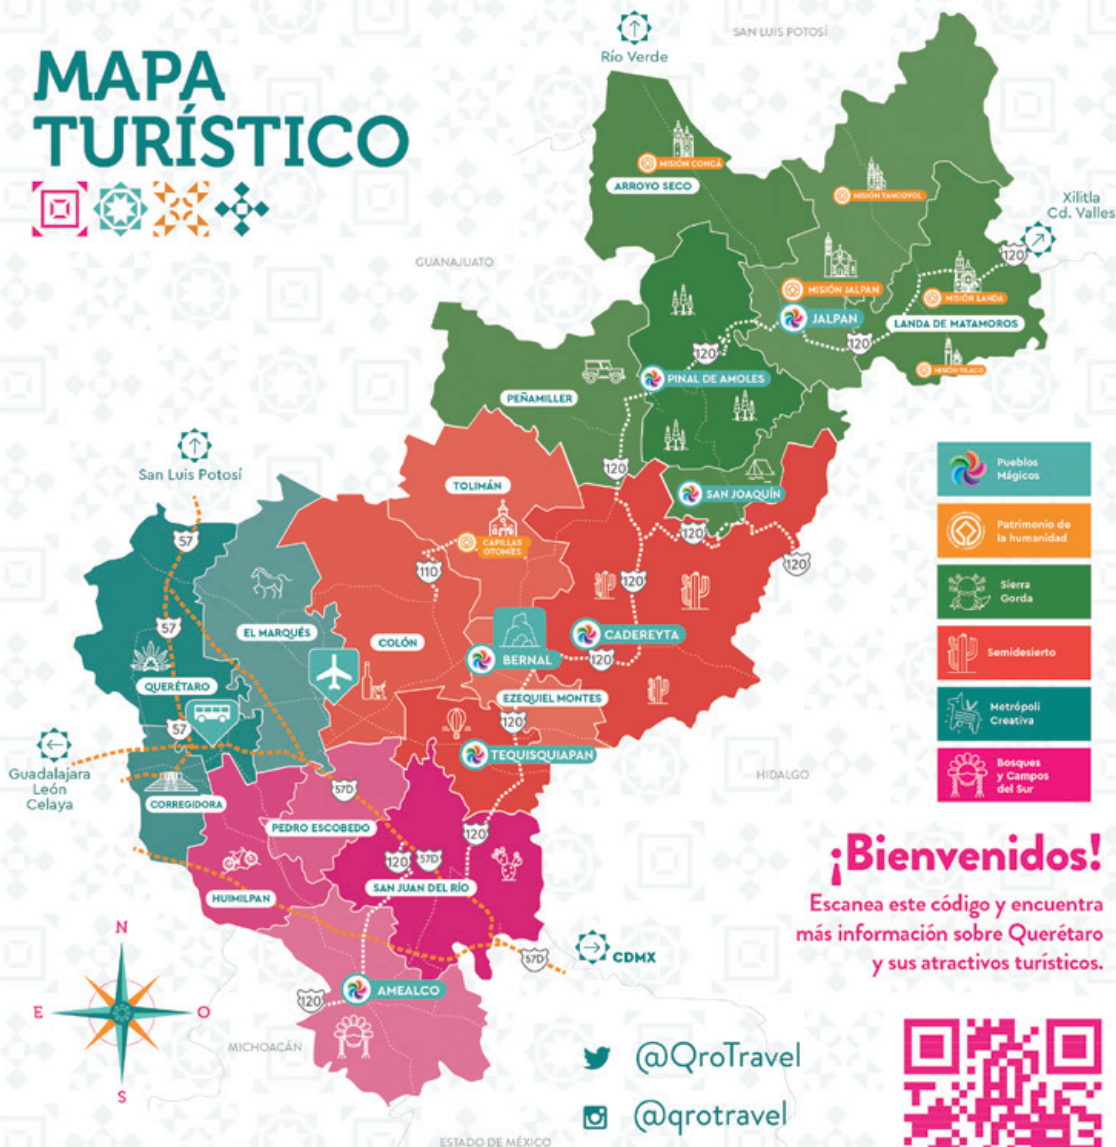 MAPA
TURÍSTICO
Río Verde
SAN LUIS POTOSÍ
MISIÓN CONCÁ
ARROYO SECO
MISIÓN TANCOYOL
Xilitla
Cd. Valles
120
GUANAJUATO
MISIÓN JALPAN
MISIÓN LANDA
JALPAN
LANDA DE MATAMOROS
120
120
MISIÓN TILACO
PINAL DE AMOLES
PEÑAMILLER
San Luis Potosí
120
TOLIMÁN
SAN JOAQUÍN
57
CAPILLAS
OTOMÍES
120
120
110
120
57
EL MARQUÉS
COLÓN
CADEREYTA
BERNAL
120
QUERÉTARO
EZEQUIEL MONTES
57
120
TEQUISQUIAPAN
Guadalajara
León
Celaya
HIDALGO
CORREGIDORA
57D
PEDRO ESCOBEDO
120
120
57D
HUIMILPAN
SAN JUAN DEL RÍO
57D
CDMX
AMEALCO
120
MICHOACÁN
ESTADO DE MÉXICO
N
E
O
S
Pueblos
Mágicos
Patrimonio de
la humanidad
Sierra
Gorda
Semidesierto
Metrópoli
Creativa
Bosques
y Campos
del Sur
¡Bienvenidos!
Escanea este código y encuentra
más información sobre Querétaro
y sus atractivos turísticos.
@QroTravel
@qrotravel